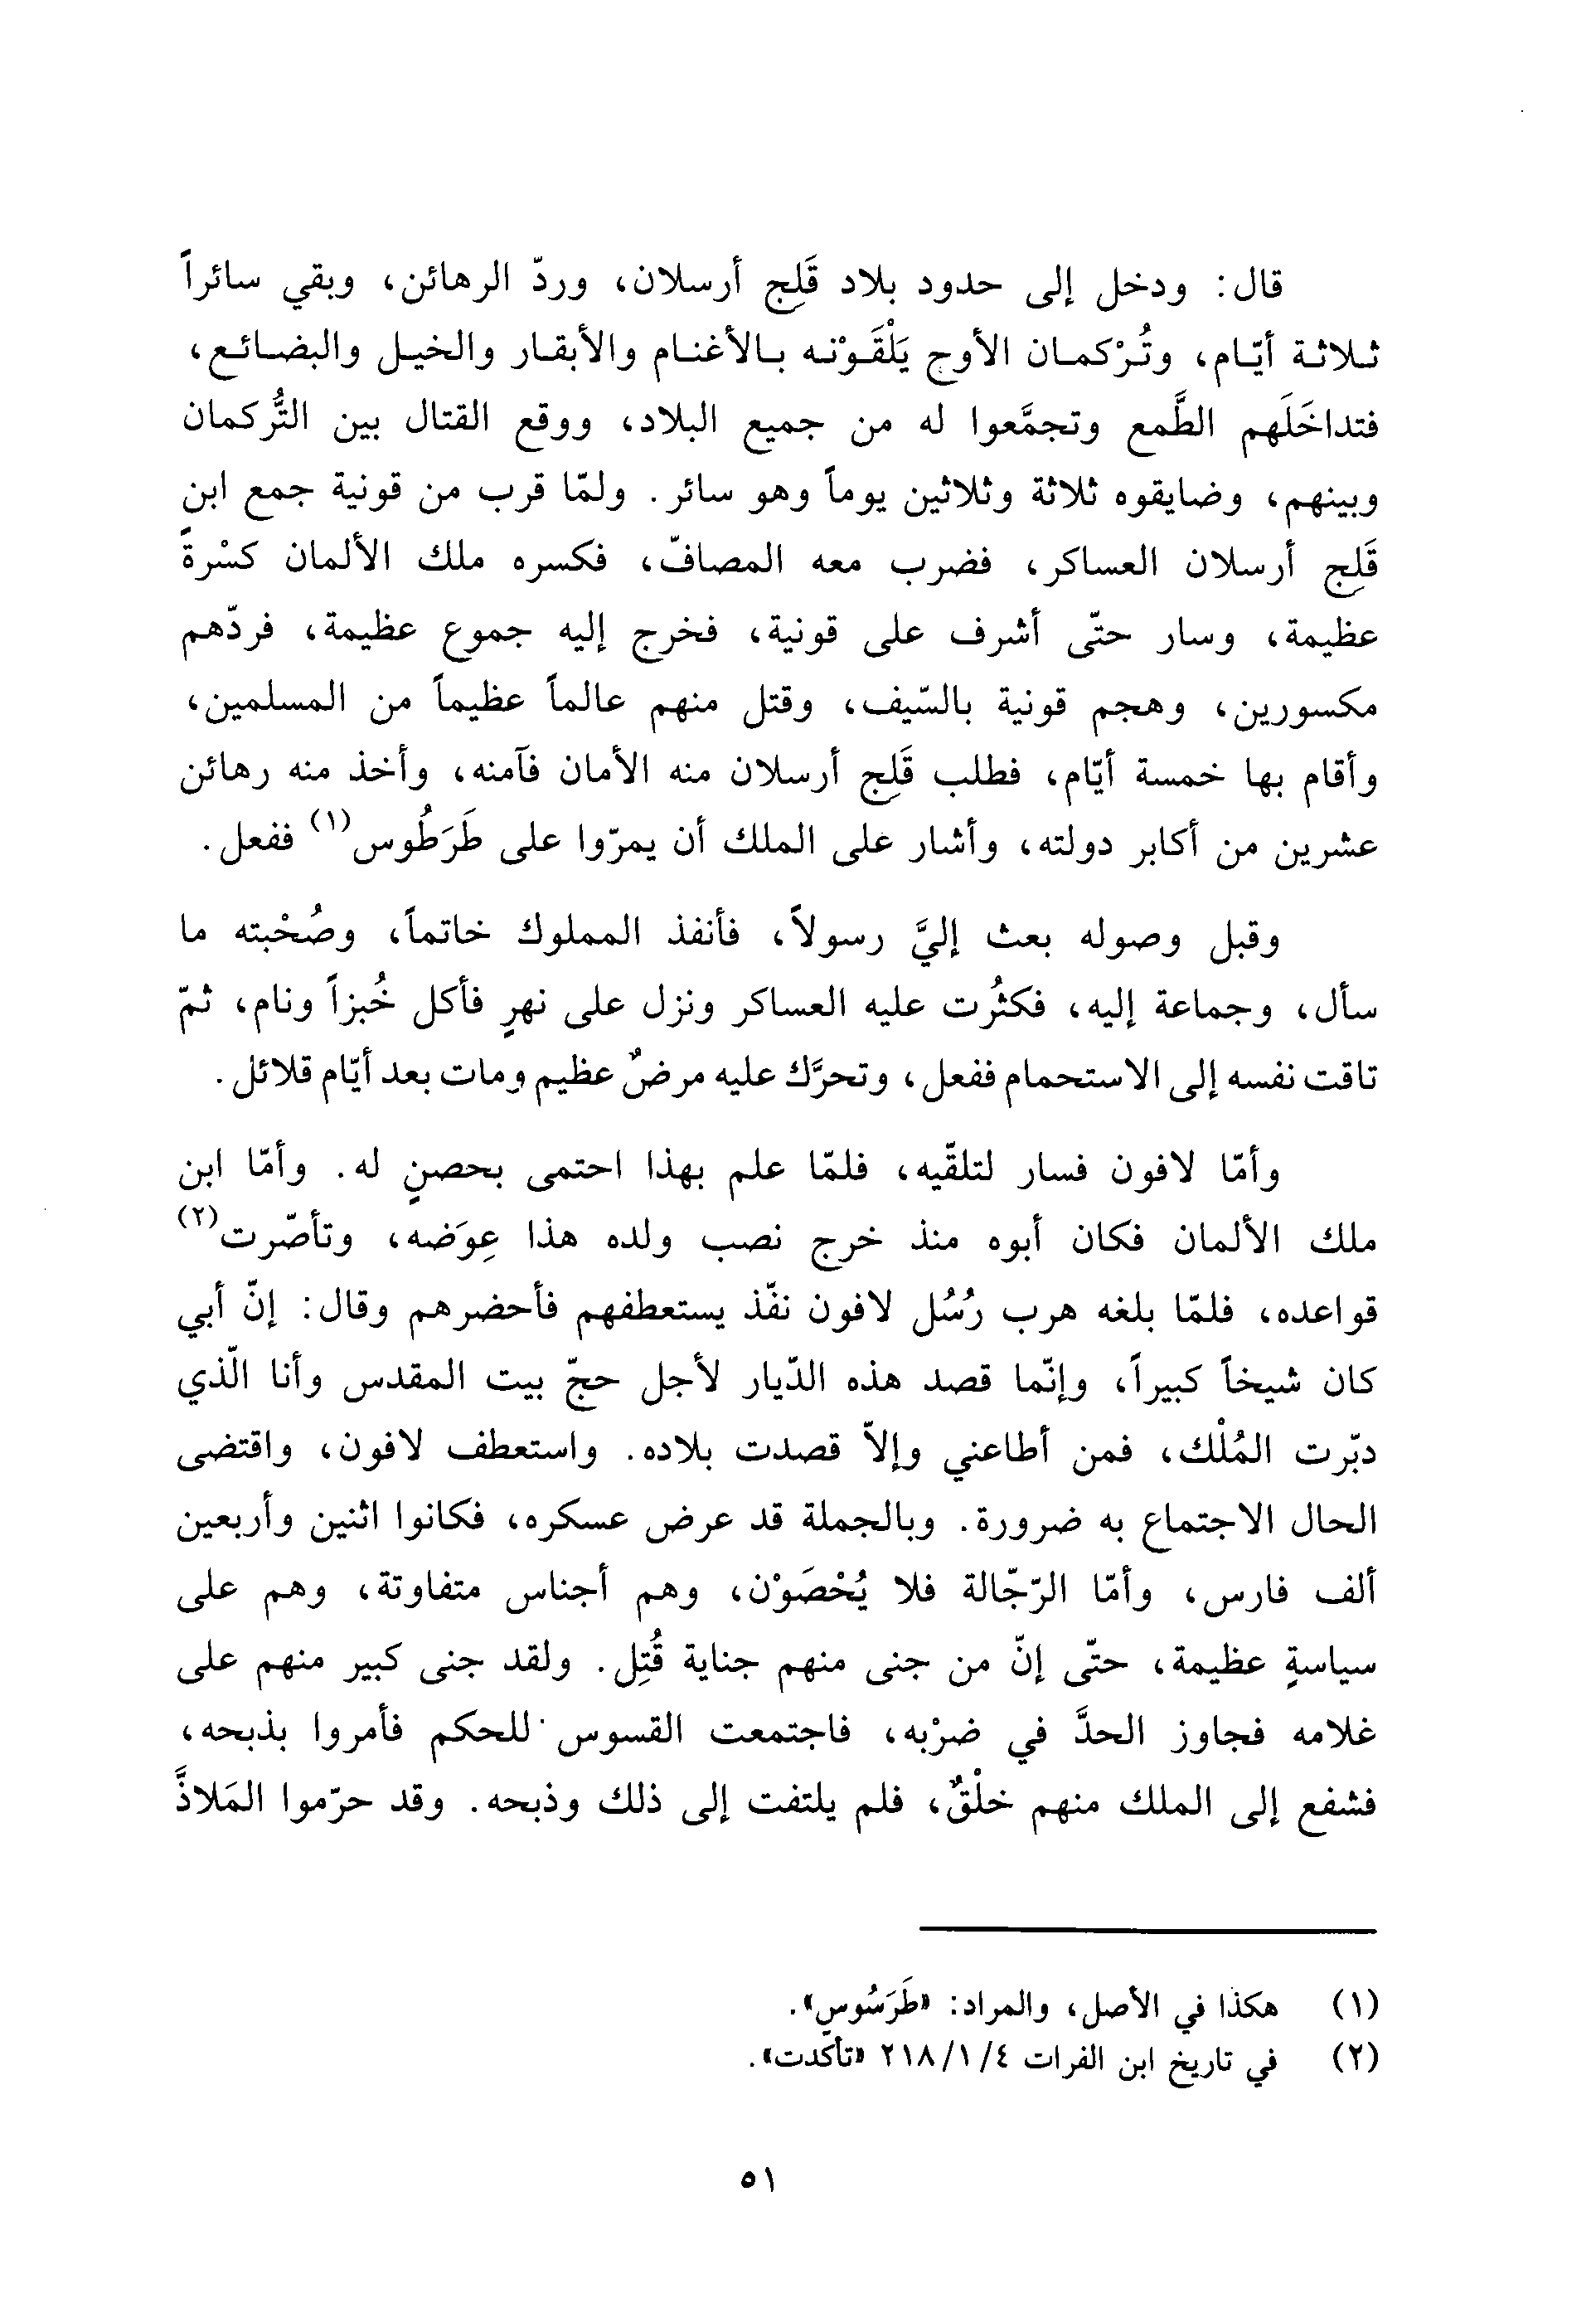 قال: ودخل إلى حدود بلاد قَلِج أرسلان، وردّ الرهائن، وبقي سائراً
ثلاثة أيّام، وتُرْكمان الأوج يَلْقَوْنه بالأغنام والأبقار والخيل والبضائع،
فتداخَلَهم الطَّمع وتجمَّعوا له من جميع البلاد، ووقع القتال بين التُّركمان
وبينهم، وضايقوه ثلاثة وثلاثين يوماً وهو سائر. ولمّا قرب من قونية جمع ابن
قَلِج أرسلان العساكر، فضرب معه المصافّ، فكسره ملك الألمان كسْرةً
عظيمة، وسار حتّى أشرف على قونية، فخرج إليه جموع عظيمة، فردّهم
مكسورين، وهجم قونية بالسّيف، وقتل منهم عالماً عظيماً من المسلمين،
وأقام بها خمسة أيّام، فطلب قَلِج أرسلان منه الأمان فآمنه، وأخذ منه رهائن
عشرين من أكابر دولته، وأشار على الملك أن يمرّوا على طَرَطُوس(١) ففعل.
وقبل وصوله بعث إليَّ رسولاً، فأنفذ المملوك خاتماً، وصُحْبته ما
سأل، وجماعة إليه، فكثُرت عليه العساكر ونزل على نهرٍ فأكل خُبزاً ونام، ثمّ
تاقت نفسه إلى الاستحمام ففعل، وتحرَّك عليه مرضٌ عظيم ومات بعد أيّام قلائل.
وأمّا لافون فسار لتلقّيه، فلمّا علم بهذا احتمى بحصنٍ له. وأمّا ابن
ملك الألمان فكان أبوه منذ خرج نصب ولده هذا عِوَضه، وتأصّرت(٢)
قواعده، فلمّا بلغه هرب رُسُل لافون نفّذ يستعطفهم فأحضرهم وقال: إنّ أبي
كان شيخاً كبيراً، وإنّما قصد هذه الدّيار لأجل حجّ بيت المقدس وأنا الّذي
دبّرت المُلْك، فمن أطاعني وإلاّ قصدت بلاده. واستعطف لافون، واقتضى
الحال الاجتماع به ضرورة. وبالجملة قد عرض عسكره، فكانوا اثنين وأربعين
ألف فارس، وأمّا الرّجّالة فلا يُحْصَوْن، وهم أجناس متفاوتة، وهم على
سياسةٍ عظيمة، حتّى إنّ من جنى منهم جناية قُتِل. ولقد جنى كبير منهم على
غلامه فجاوز الحدَّ في ضرْبه، فاجتمعت القسوس للحكم فأمروا بذبحه،
فشفع إلى الملك منهم خلْقٌ، فلم يلتفت إلى ذلك وذبحه. وقد حرّموا المَلاذَّ
(١) هكذا في الأصل، والمراد: «طَرَسُوس».
(٢) في تاريخ ابن الفرات ٢١٨/١/٤ «تأكّدت».
٥١